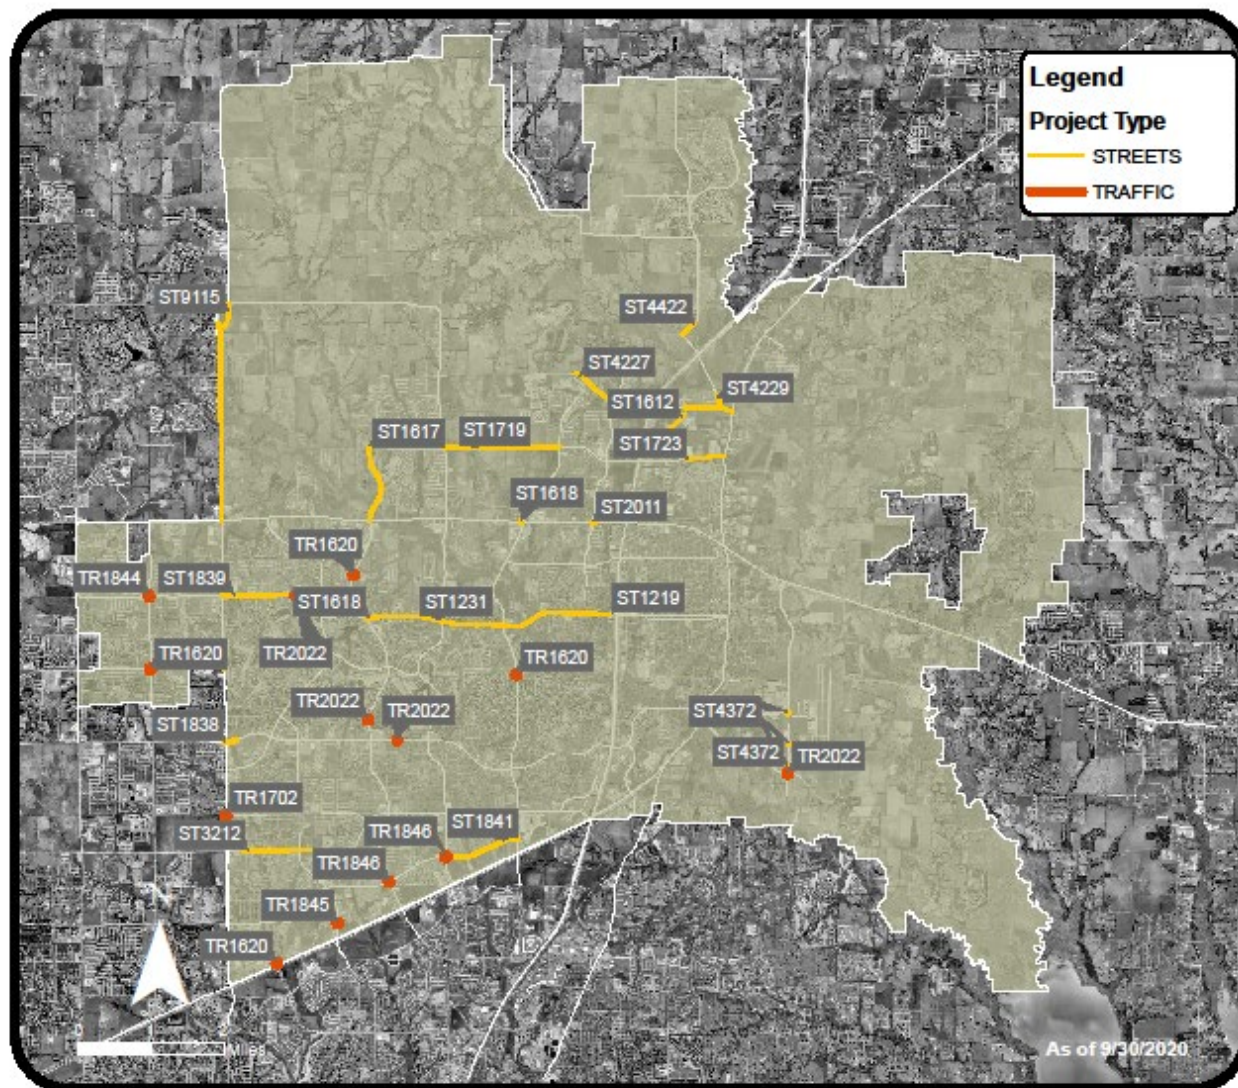 Legend
Project Type
STREETS
TRAFFIC
ST9115
ST4422
ST4227
ST4229
ST1612
ST1617
ST1719
ST1723
ST1618
ST2011
TR1620
TR1844
ST1839
ST1618
ST1231
ST1219
TR2022
TR1620
TR1620
TR2022
TR2022
ST4372
ST1838
ST4372
TR2022
TR1702
ST3212
TR1846
ST1841
TR1846
TR1845
TR1620
Miles
As of 9/30/2020